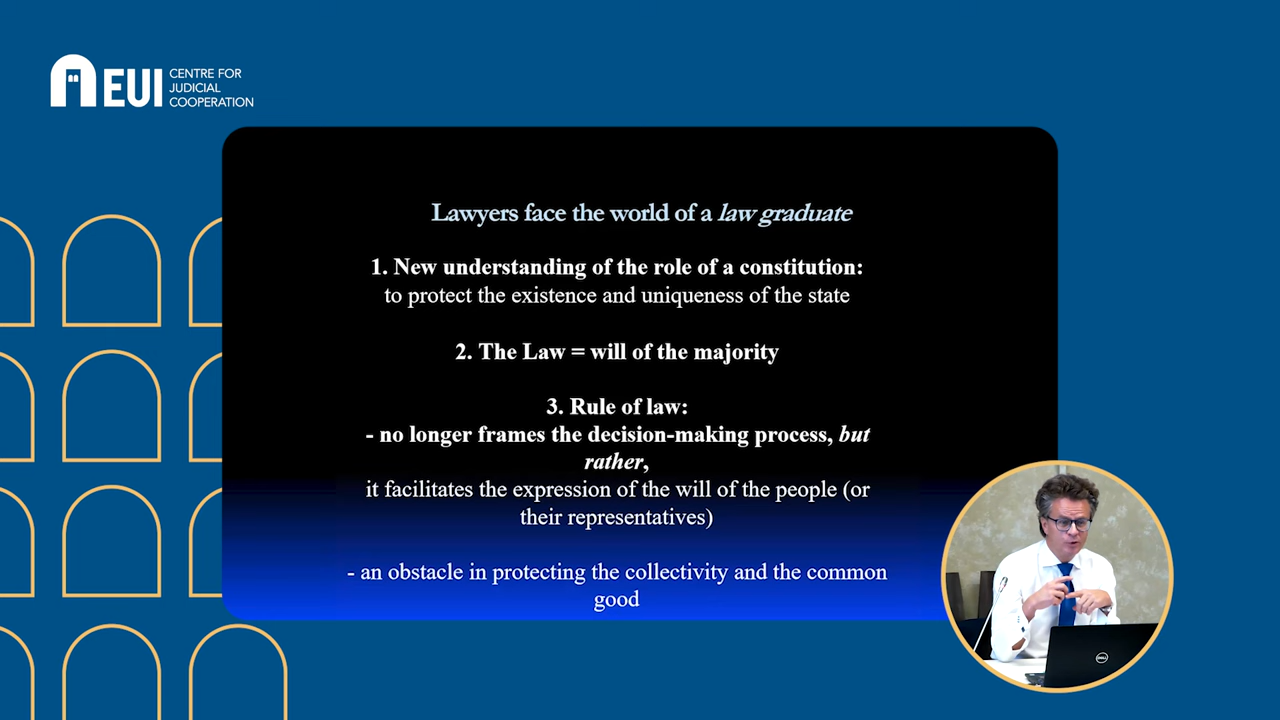 EUI
CENTRE FOR
JUDICIAL
COOPERATION
Lawyers face the world of a law graduate
1. New understanding of the role of a constitution:
to protect the existence and uniqueness of the state
2. The Law = will of the majority
3. Rule of law:
- no longer frames the decision-making process, but
rather,
it facilitates the expression of the will of the people (or
their representatives)
- an obstacle in protecting the collectivity and the common
good
DELL